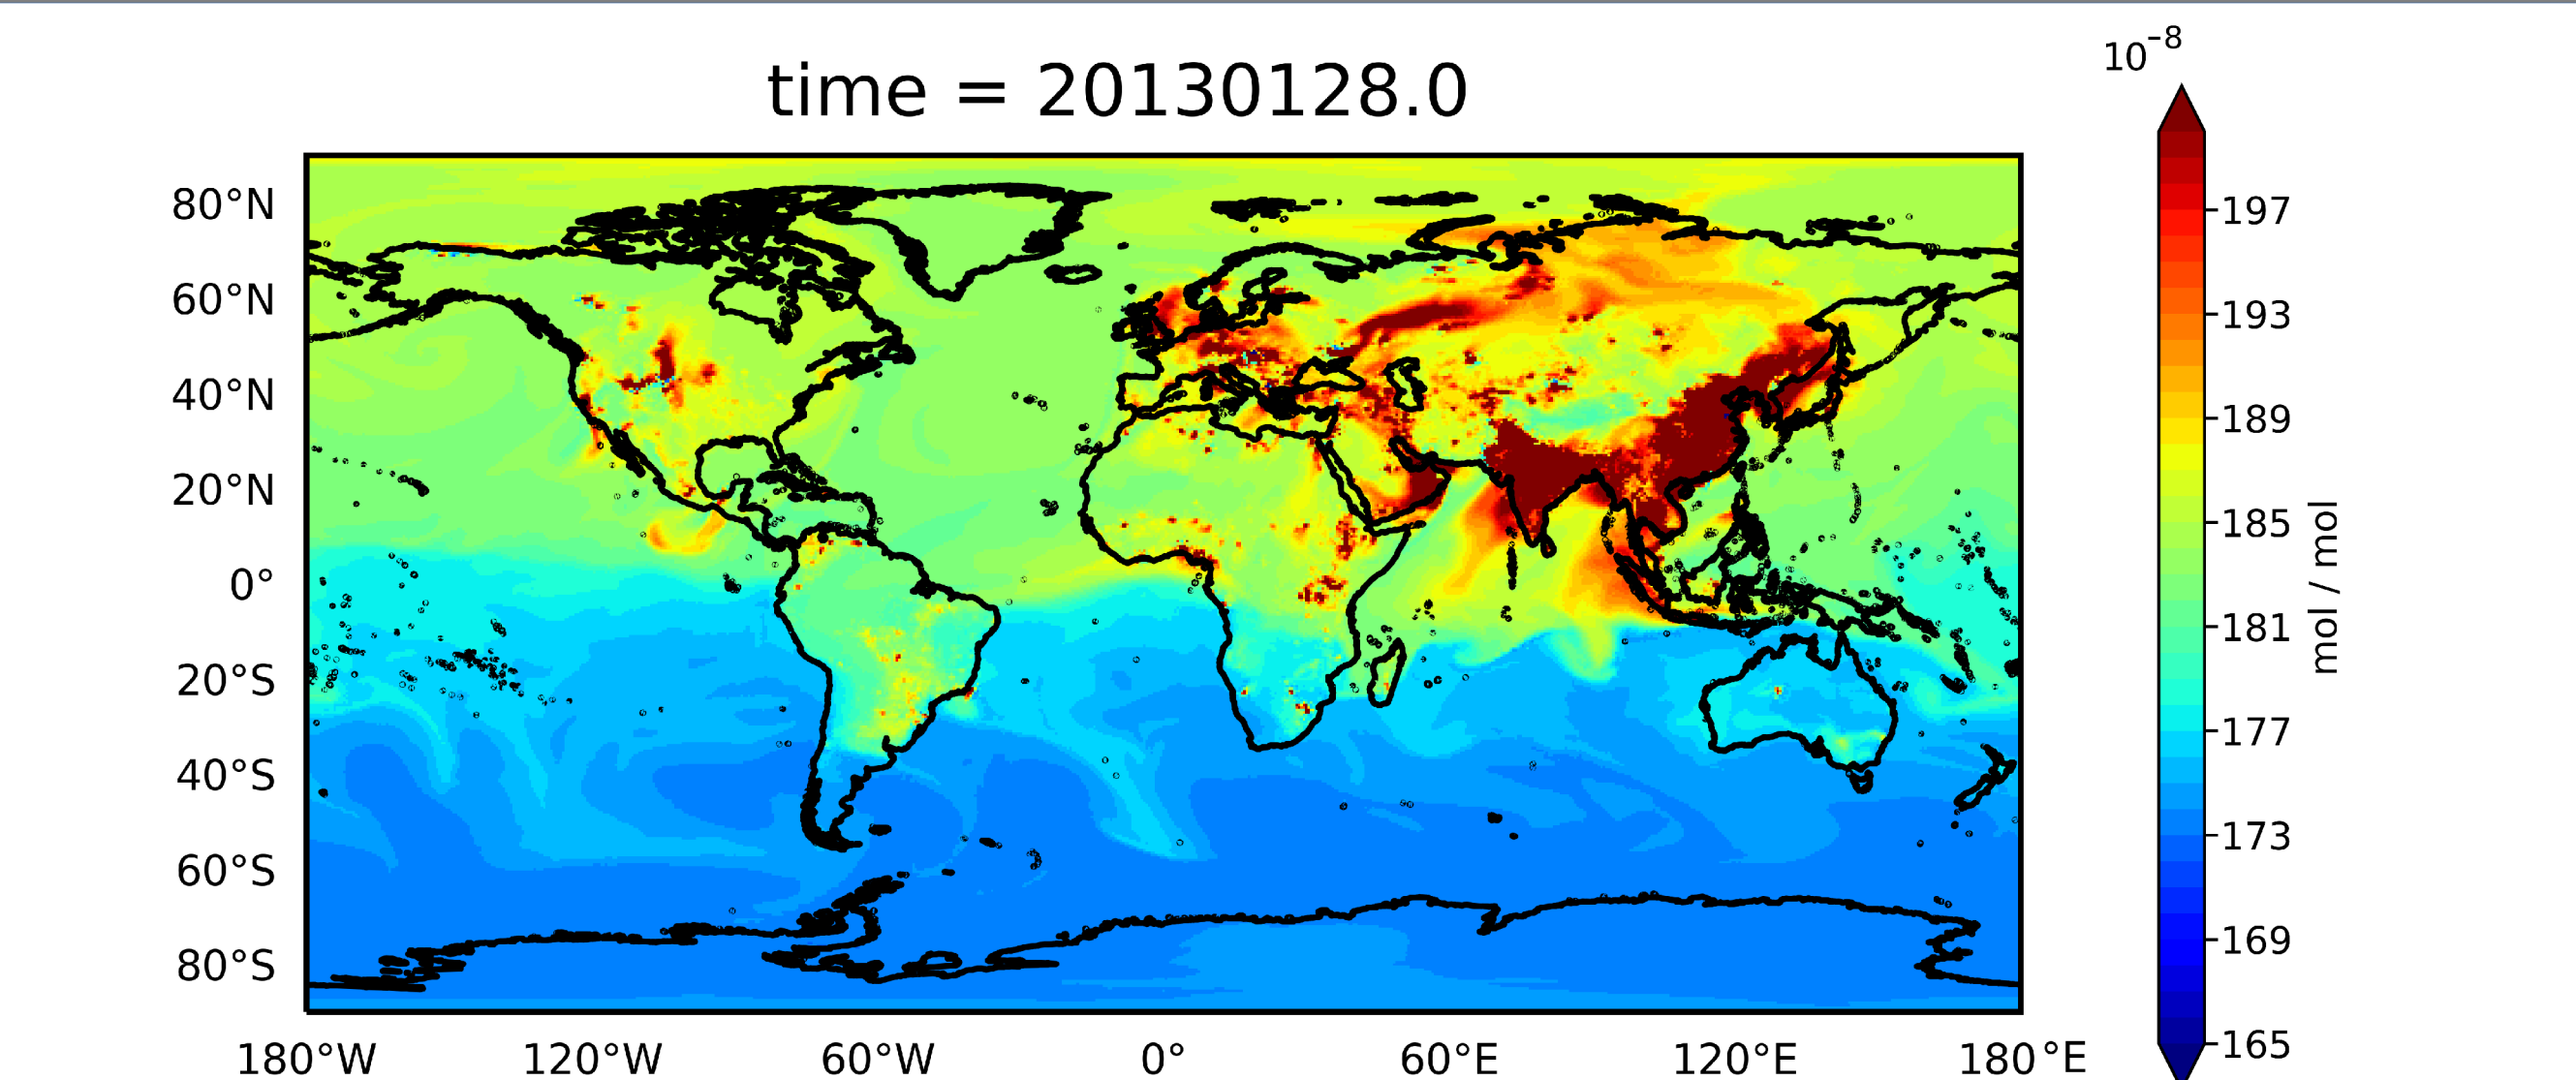 10⁻⁸
time = 20130128.0
80°N
60°N
40°N
20°N
0°
20°S
40°S
60°S
80°S
180°W 120°W 60°W 0° 60°E 120°E 180°E
197
193
189
185
181
177
173
169
165
mol / mol